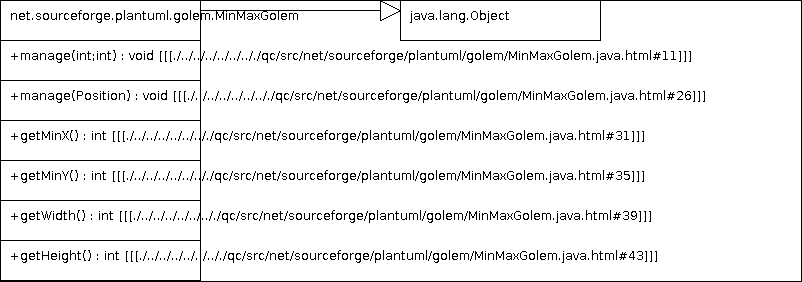 net.sourceforge.plantuml.golem.MinMaxGolem
java.lang.Object
+manage(int;int) : void [[[./../../../../../../../qc/src/net/sourceforge/plantuml/golem/MinMaxGolem.java.html#11]]]
+manage(Position) : void [[[./../../../../../../../qc/src/net/sourceforge/plantuml/golem/MinMaxGolem.java.html#26]]]
+getMinX() : int [[[./../../../../../../../qc/src/net/sourceforge/plantuml/golem/MinMaxGolem.java.html#31]]]
+getMinY() : int [[[./../../../../../../../qc/src/net/sourceforge/plantuml/golem/MinMaxGolem.java.html#35]]]
+getWidth() : int [[[./../../../../../../../qc/src/net/sourceforge/plantuml/golem/MinMaxGolem.java.html#39]]]
+getHeight() : int [[[./../../../../../../../qc/src/net/sourceforge/plantuml/golem/MinMaxGolem.java.html#43]]]